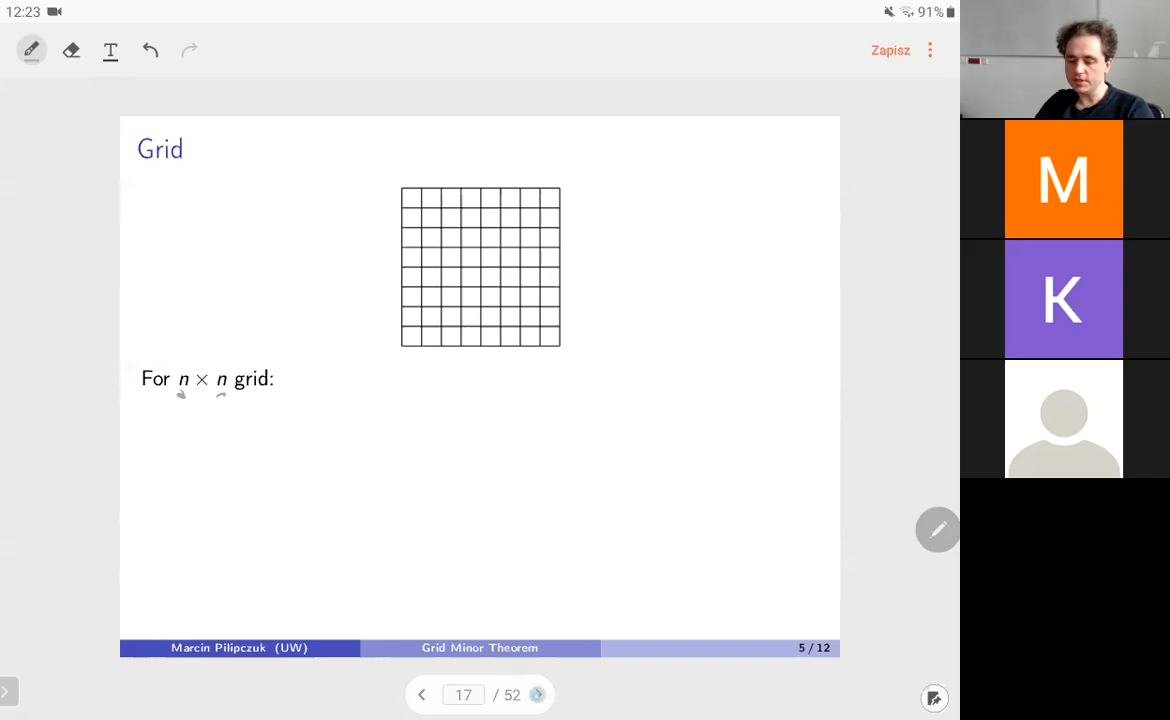 12:23
91%
T
Zapisz
Grid
For n × n grid:
Marcin Pilipczuk (UW)
Grid Minor Theorem
5 / 12
17 / 52
M
K